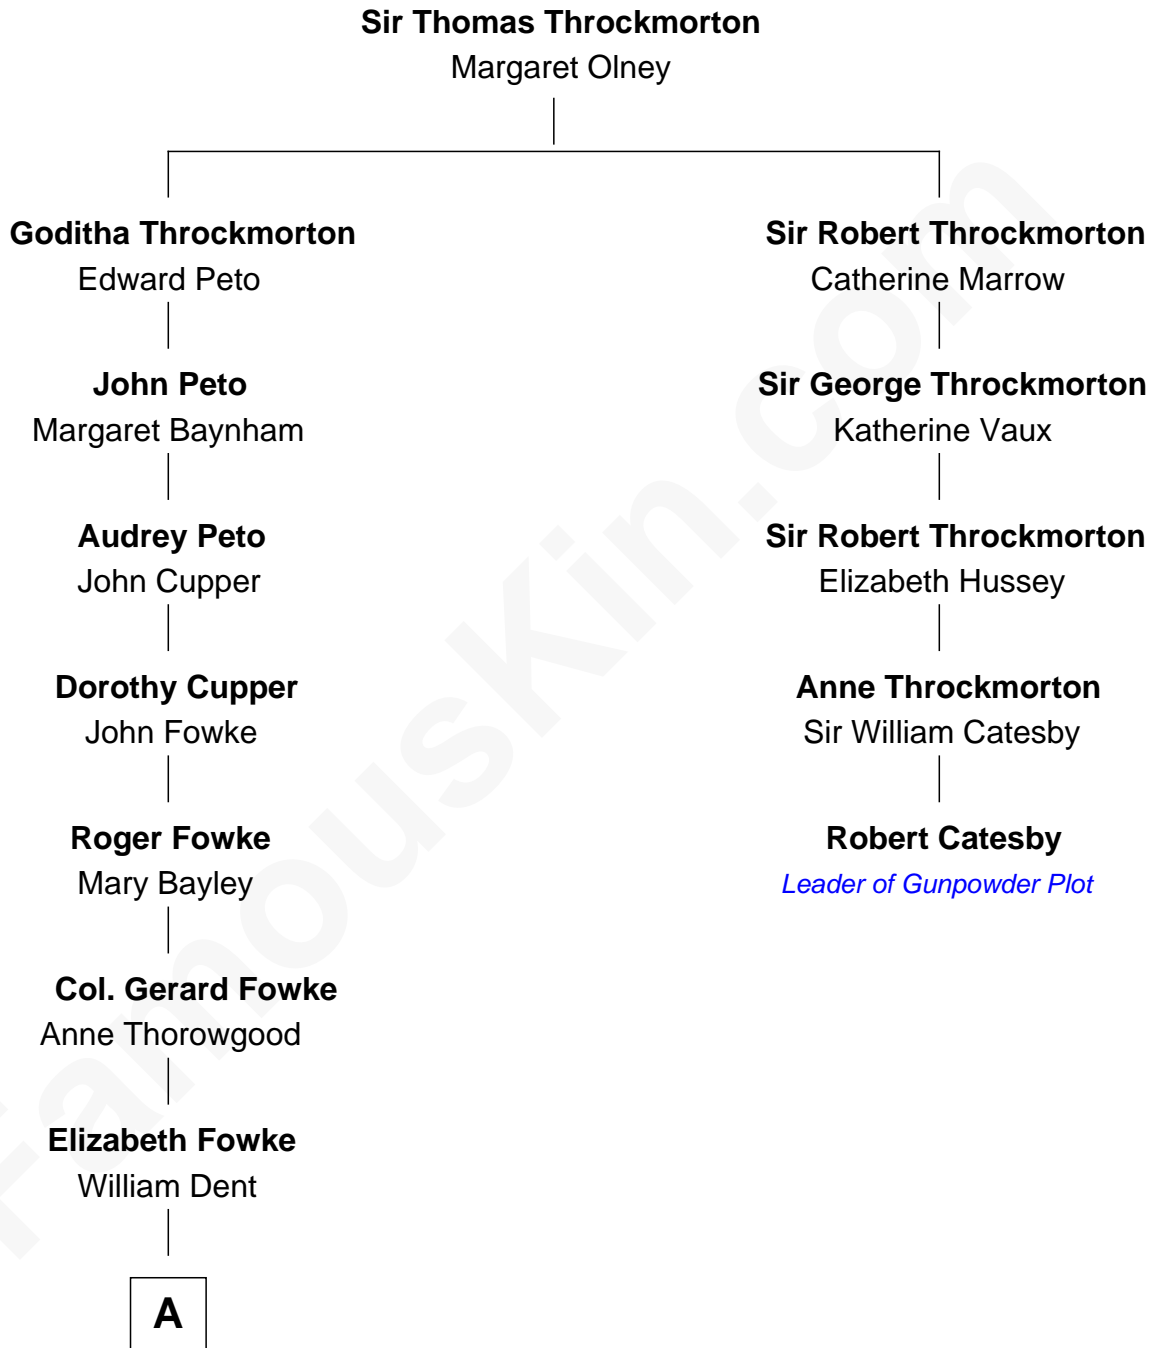 Sir Thomas Throckmorton
Margaret Olney
Goditha Throckmorton
Edward Peto
John Peto
Margaret Baynham
Audrey Peto
John Cupper
Dorothy Cupper
John Fowke
Roger Fowke
Mary Bayley
Col. Gerard Fowke
Anne Thorowgood
Elizabeth Fowke
William Dent
A
Sir Robert Throckmorton
Catherine Marrow
Sir George Throckmorton
Katherine Vaux
Sir Robert Throckmorton
Elizabeth Hussey
Anne Throckmorton
Sir William Catesby
Robert Catesby
Leader of Gunpowder Plot
FamousKin.com